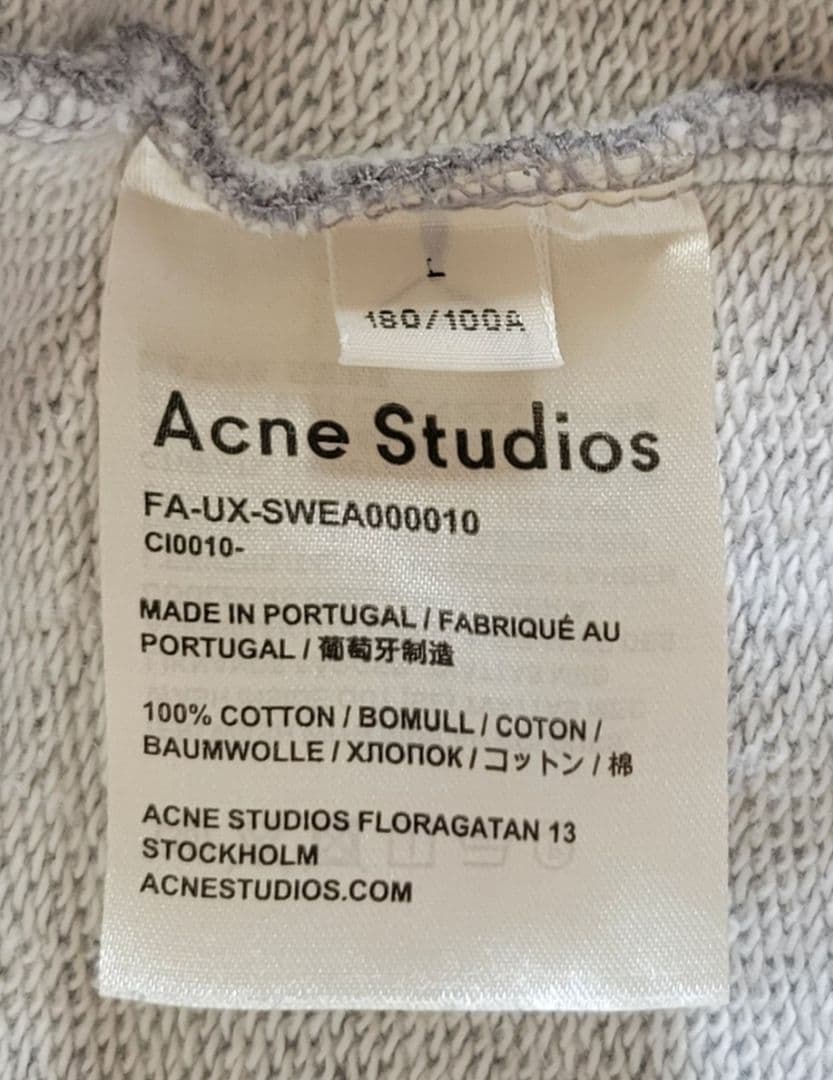 L
180/100A
Acne Studios
FA-UX-SWEA000010
CI0010-
MADE IN PORTUGAL / FABRIQUÉ AU
PORTUGAL / 葡萄牙制造
100% COTTON / BOMULL / COTON /
BAUMWOLLE / ХЛОПОК / コットン / 棉
ACNE STUDIOS FLORAGATAN 13
STOCKHOLM
ACNESTUDIOS.COM